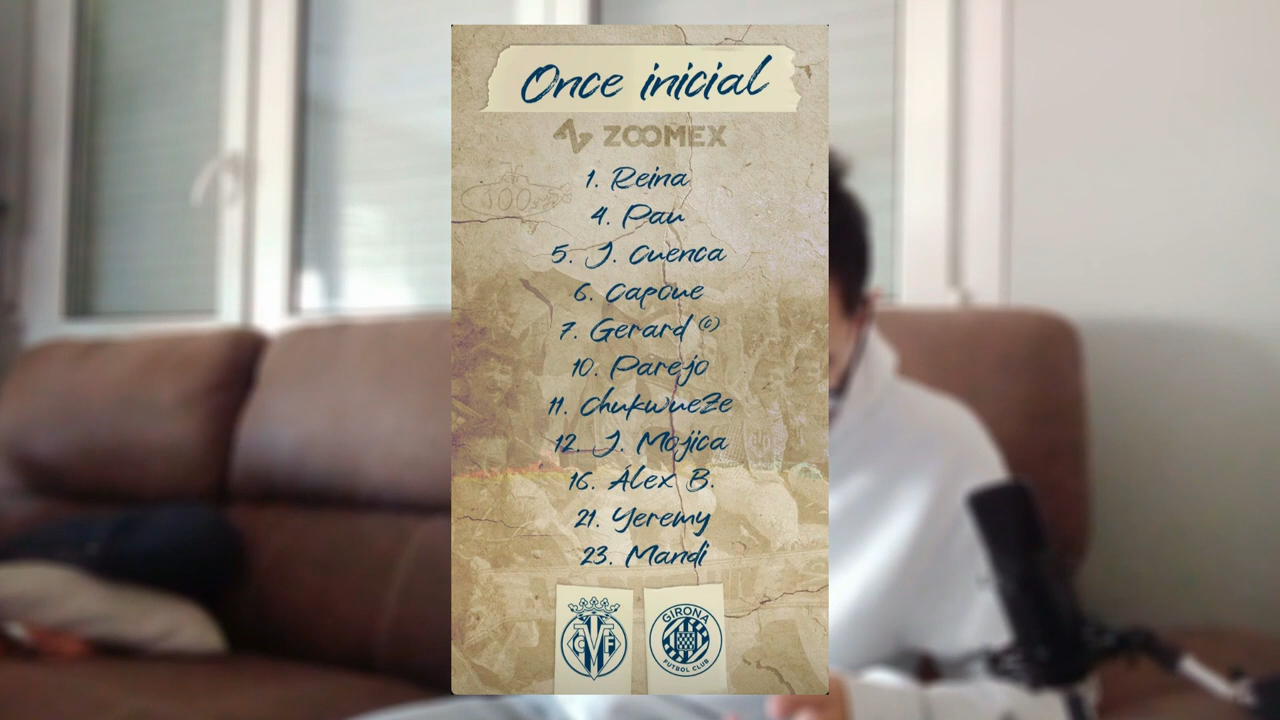 Once inicial
ZOOMEX
1. Reina
4. Pau
5. J. Cuenca
6. Capoue
7. Gerard (C)
10. Parejo
11. Chukwueze
12. J. Mojica
16. Álex B.
21. Yeremy
23. Mandi
CVF
GIRONA
FUTBOL CLUB